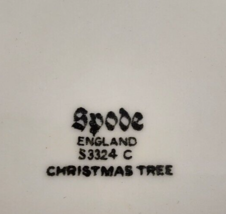 Spode
ENGLAND
S3324 C
CHRISTMAS TREE